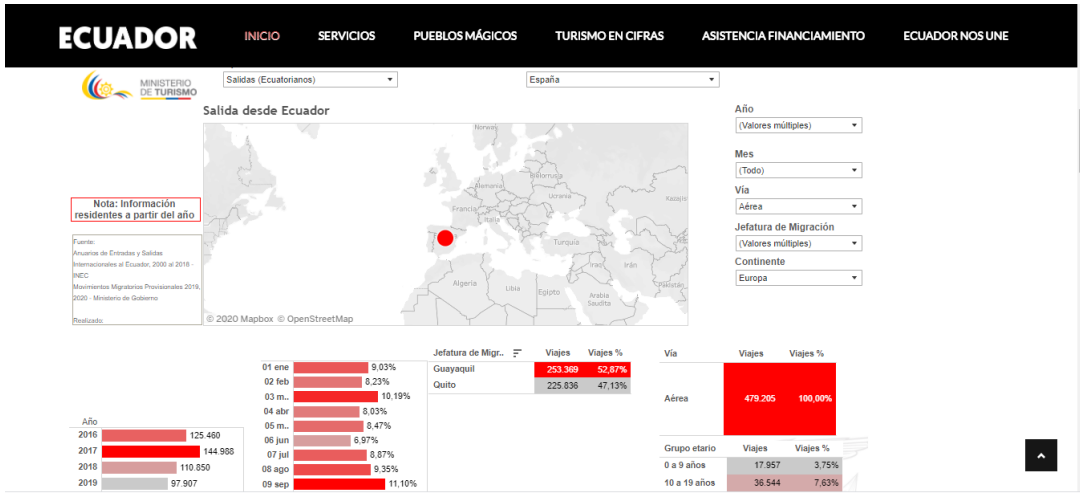 ECUADOR INICIO SERVICIOS PUEBLOS MÁGICOS TURISMO EN CIFRAS ASISTENCIA FINANCIAMIENTO ECUADOR NOS UNE
MINISTERIO
DE TURISMO
Salidas (Ecuatorianos) España
Salida desde Ecuador
Año
(Valores múltiples)
Mes
(Todo)
Vía
Aérea
Jefatura de Migración
(Valores múltiples)
Continente
Europa
Nota: Información
residentes a partir del año
Fuente:
Anuarios de Entradas y Salidas
Internacionales al Ecuador, 2000 al 2018 -
INEC
Movimientos Migratorios Provisionales 2019,
2020 - Ministerio de Gobierno
Realizado:
Norway
Bielorrusia
Alemania
Ucrania
Kazajis
Francia
Italia
Turquía
Iraq
Irán
Argelia
Libia
Egipto
Arabia
Saudita
Pakistán
© 2020 Mapbox © OpenStreetMap
01 ene 9,03%
02 feb 8,23%
03 m.. 10,19%
04 abr 8,03%
05 m.. 8,47%
06 jun 6,97%
07 jul 8,87%
08 ago 9,35%
09 sep 11,10%
Jefatura de Migr.. Viajes Viajes %
Guayaquil 253.369 52,87%
Quito 225.836 47,13%
Vía Viajes Viajes %
Aérea 479.205 100,00%
Año
2016 125.460
2017 144.988
2018 110.850
2019 97.907
Grupo etario Viajes Viajes %
0 a 9 años 17.957 3,75%
10 a 19 años 36.544 7,63%